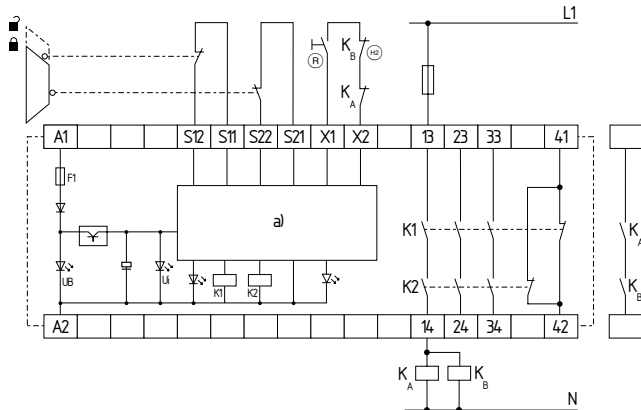 L1
K
B
R
H2
K
A
A1
S12
S11
S22
S21
X1
X2
13
23
33
41
F1
a)
K1
K
A
UB
Ui
K1
K2
K2
K
B
A2
14
24
34
42
K
A
K
B
N